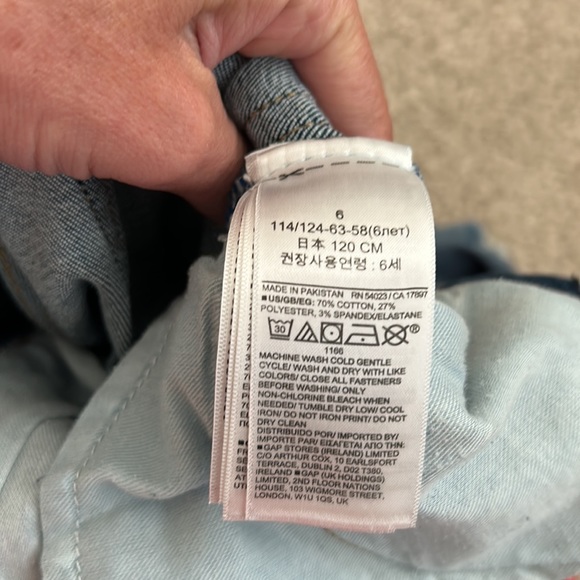 6
114/124-63-58(6лет)
日本 120 CM
권장사용연령 : 6세
MADE IN PAKISTAN RN 54023 / CA 17897
■US/GB/EG: 70% COTTON, 27%
POLYESTER, 3% SPANDEX/ELASTANE
30
1166
MACHINE WASH COLD GENTLE
CYCLE/ WASH AND DRY WITH LIKE
COLORS/ CLOSE ALL FASTENERS
BEFORE WASHING/ ONLY
NON-CHLORINE BLEACH WHEN
NEEDED/ TUMBLE DRY LOW/ COOL
IRON/ DO NOT IRON PRINT/ DO NOT
DRY CLEAN
DISTRIBUIDO POR/ IMPORTED BY/
IMPORTE PAR/ ΕΙΣΑΓΕΤΑΙ ΑΠΟ ΤΗΝ:
■GAP STORES (IRELAND) LIMITED
C/O ARTHUR COX, 10 EARLSFORT
TERRACE, DUBLIN 2, D02 T380,
IRELAND ■GAP (UK HOLDINGS)
LIMITED, 2ND FLOOR NATIONS
HOUSE, 103 WIGMORE STREET,
LONDON, W1U 1QS, UK